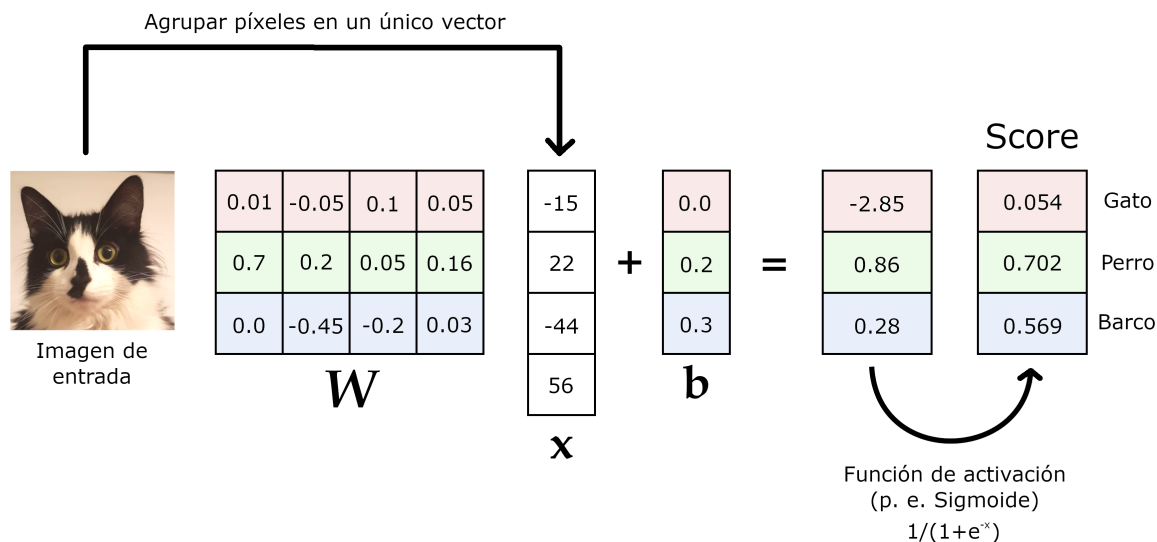 Agrupar píxeles en un único vector
Score
0.01 -0.05 0.1 0.05
0.7 0.2 0.05 0.16
0.0 -0.45 -0.2 0.03
W
-15
22
-44
56
x
+
0.0
0.2
0.3
b
=
-2.85
0.86
0.28
0.054
0.702
0.569
Gato
Perro
Barco
Imagen de
entrada
Función de activación
(p. e. Sigmoide)
1/(1+e⁻ˣ)